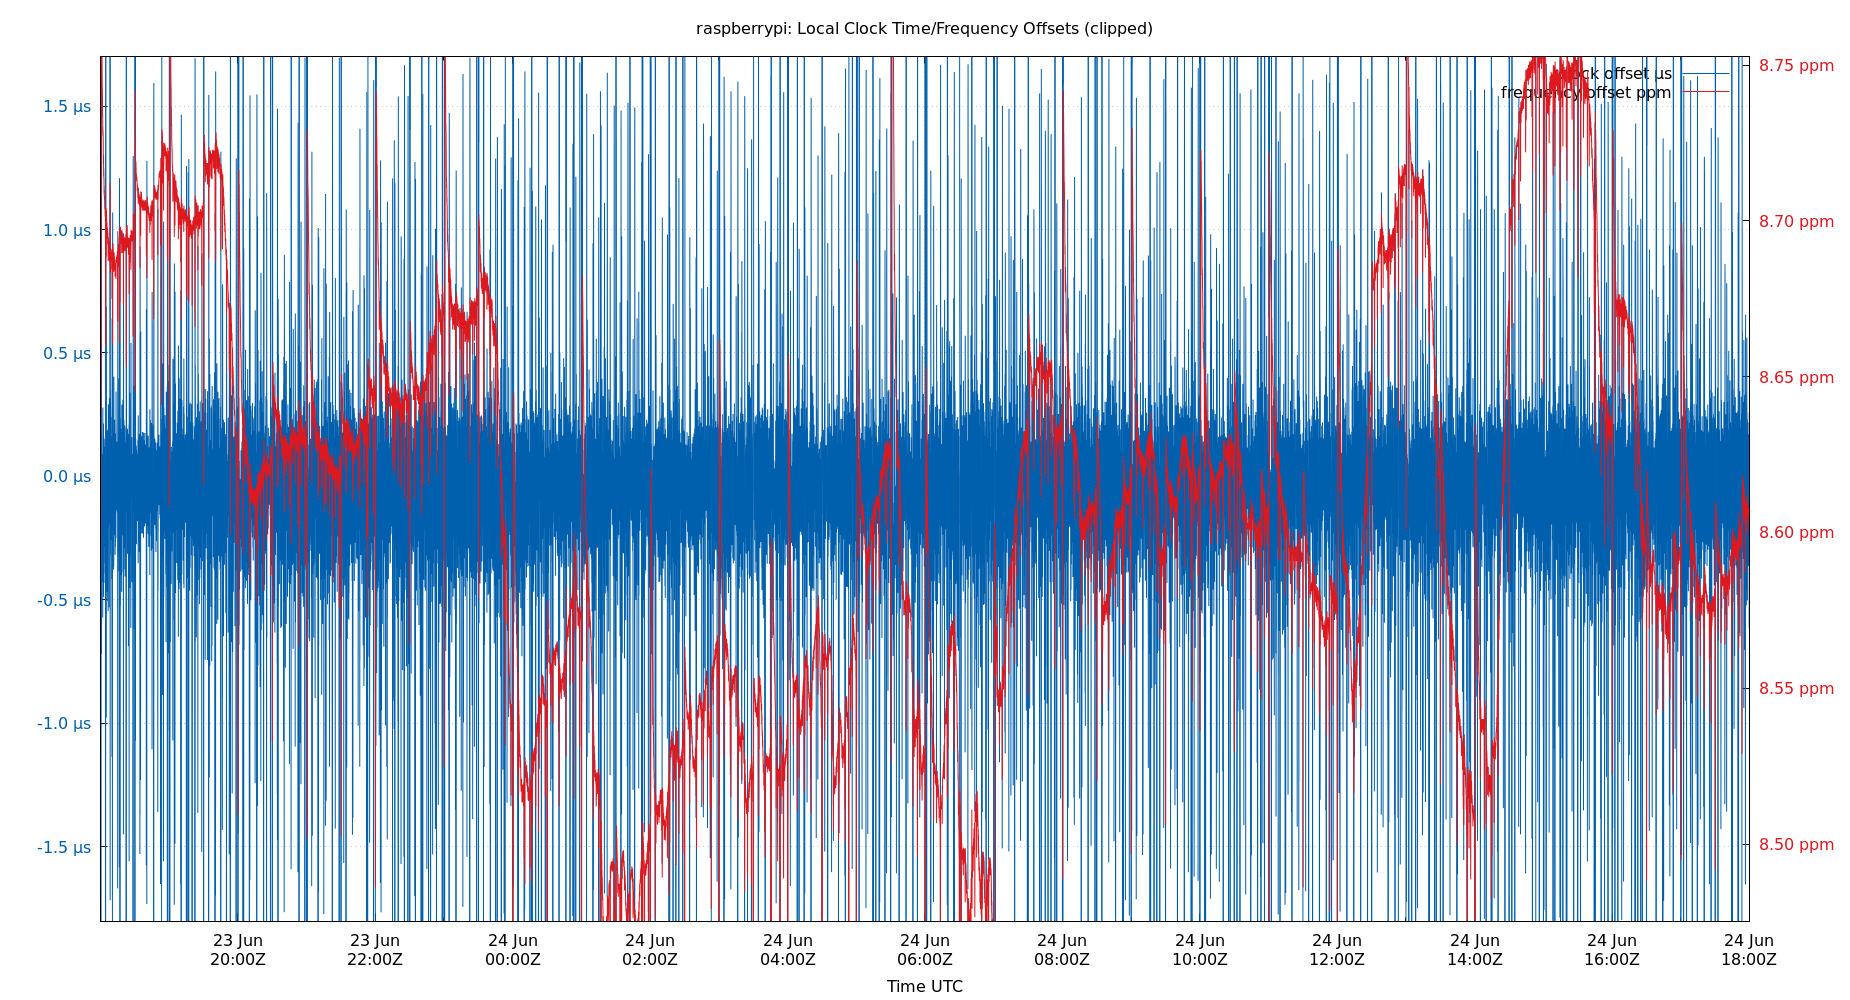 raspberrypi: Local Clock Time/Frequency Offsets (clipped)
ock offset µs
frequency offset ppm
1.5 µs
1.0 µs
0.5 µs
0.0 µs
-0.5 µs
-1.0 µs
-1.5 µs
8.75 ppm
8.70 ppm
8.65 ppm
8.60 ppm
8.55 ppm
8.50 ppm
23 Jun
20:00Z
23 Jun
22:00Z
24 Jun
00:00Z
24 Jun
02:00Z
24 Jun
04:00Z
24 Jun
06:00Z
24 Jun
08:00Z
24 Jun
10:00Z
24 Jun
12:00Z
24 Jun
14:00Z
24 Jun
16:00Z
24 Jun
18:00Z
Time UTC